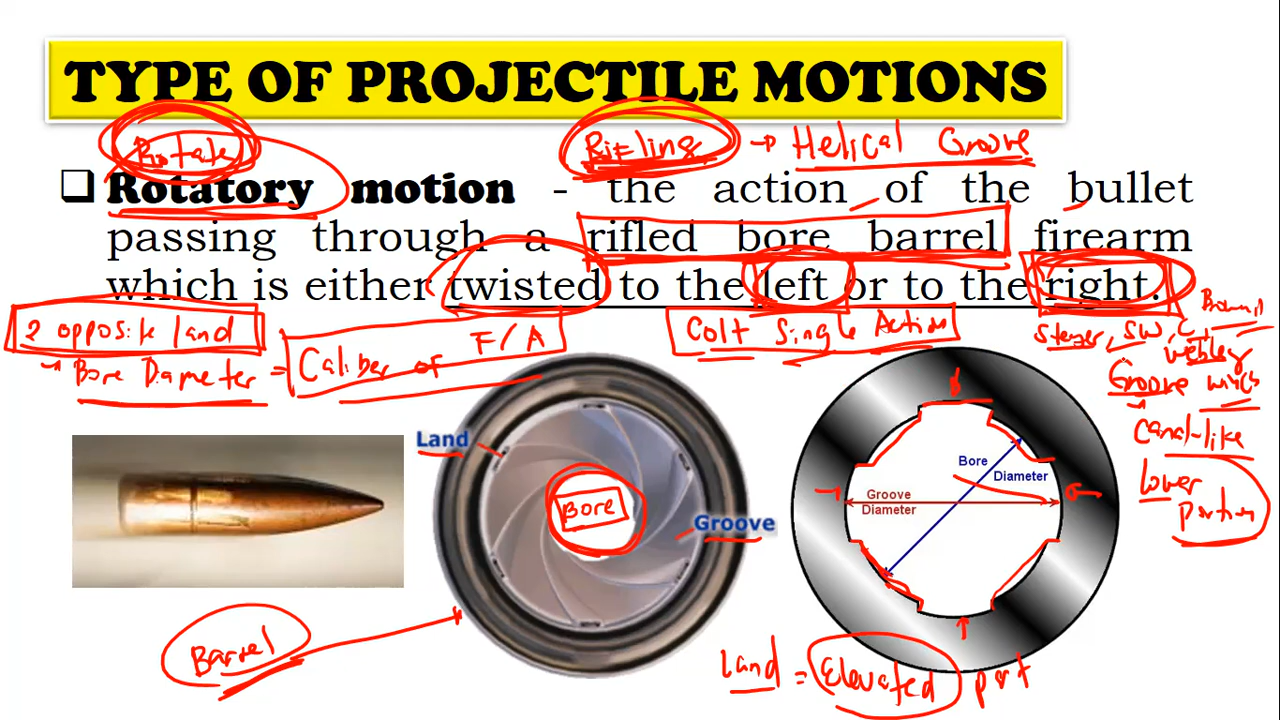 TYPE OF PROJECTILE MOTIONS
Rotate
Rifling → Helical Groove
Rotatory motion - the action of the bullet
passing through a rifled bore barrel firearm
which is either twisted to the left or to the right.
2 opposite land
→ Bore Diameter = Caliber of F/A
Colt Single Action
Steyer, SW,
Webley
Groove which
Canal-like
lower
portion
Land
Bore
Groove
Bore
Diameter
Groove
Diameter
Barrel
Land = Elevated part